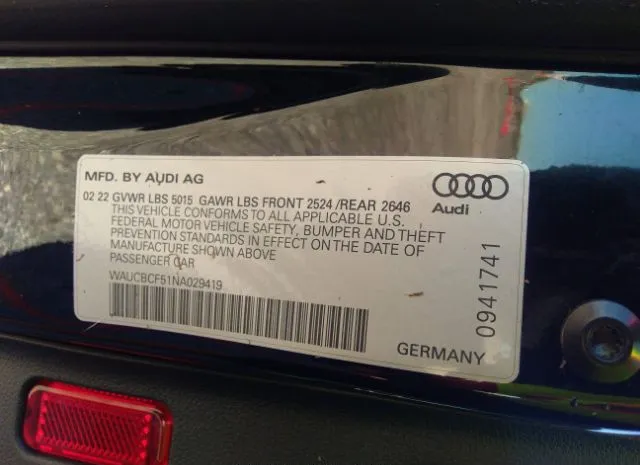 MFD. BY AUDI AG
02 22 GVWR LBS 5015 GAWR LBS FRONT 2524 /REAR 2646
THIS VEHICLE CONFORMS TO ALL APPLICABLE U.S.
FEDERAL MOTOR VEHICLE SAFETY, BUMPER AND THEFT
PREVENTION STANDARDS IN EFFECT ON THE DATE OF
MANUFACTURE SHOWN ABOVE
PASSENGER CAR
WAUCBCF51NA029419
Audi
0941741
GERMANY